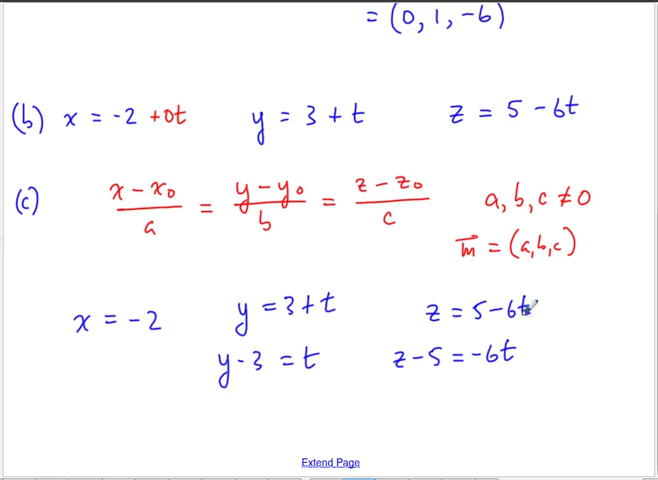 = (0, 1, -6)
(b) x = -2 +0t y = 3 + t z = 5 - 6t
(c) x - x₀ / a = y - y₀ / b = z - z₀ / c a, b, c ≠ 0
m⃗ = (a, b, c)
x = -2 y = 3 + t z = 5 - 6t
y - 3 = t z - 5 = -6t
Extend Page